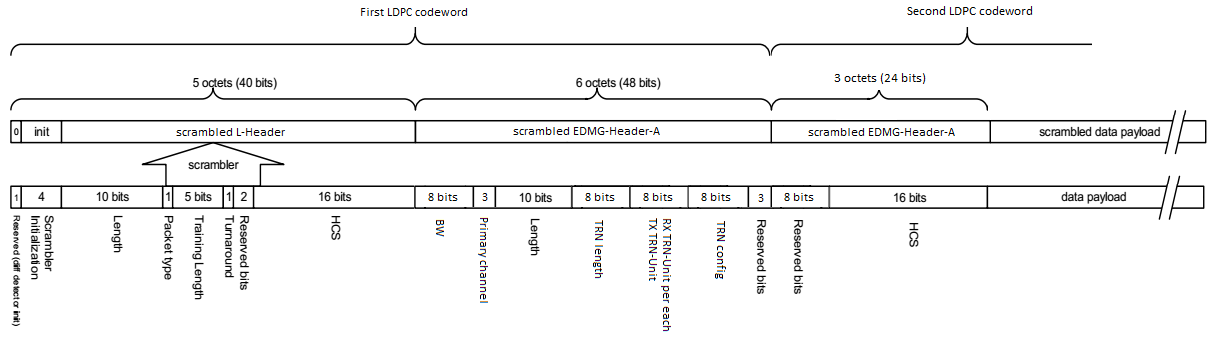 First LDPC codeword
Second LDPC codeword
5 octets (40 bits)
6 octets (48 bits)
3 octets (24 bits)
0
init
scrambled L-Header
scrambled EDMG-Header-A
scrambled EDMG-Header-A
scrambled data payload
scrambler
1
4
10 bits
1
5 bits
1
2
16 bits
8 bits
3
10 bits
8 bits
8 bits
8 bits
3
8 bits
16 bits
data payload
Reserved (diff detector init)
Scrambler
Initialization
Length
Packet type
Training Length
Turnaround
Reserved bits
HCS
BW
Primary channel
Length
TRN length
RX TRN-Unit per each
TX TRN-Unit
TRN config
Reserved bits
Reserved bits
HCS